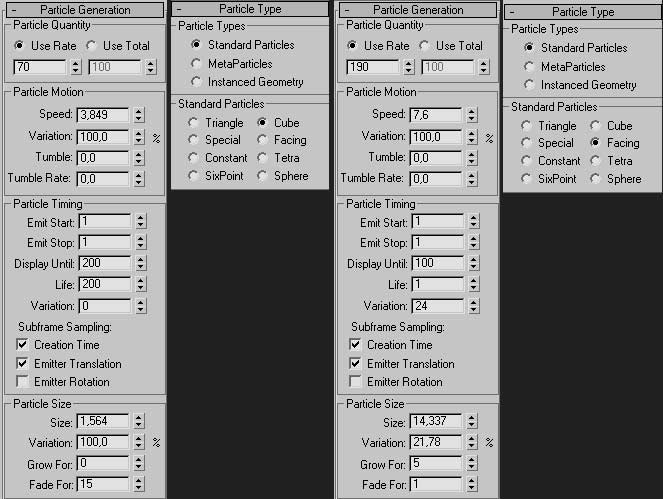 - Particle Generation
Particle Quantity
Use Rate Use Total
70 100
Particle Motion
Speed: 3,849
Variation: 100,0 %
Tumble: 0,0
Tumble Rate: 0,0
Particle Timing
Emit Start: 1
Emit Stop: 1
Display Until: 200
Life: 200
Variation: 0
Subframe Sampling:
Creation Time
Emitter Translation
Emitter Rotation
Particle Size
Size: 1,564
Variation: 100,0 %
Grow For: 0
Fade For: 15
- Particle Type
Particle Types
Standard Particles
MetaParticles
Instanced Geometry
Standard Particles
Triangle Cube
Special Facing
Constant Tetra
SixPoint Sphere
- Particle Generation
Particle Quantity
Use Rate Use Total
190 100
Particle Motion
Speed: 7,6
Variation: 100,0 %
Tumble: 0,0
Tumble Rate: 0,0
Particle Timing
Emit Start: 1
Emit Stop: 1
Display Until: 100
Life: 1
Variation: 24
Subframe Sampling:
Creation Time
Emitter Translation
Emitter Rotation
Particle Size
Size: 14,337
Variation: 21,78 %
Grow For: 5
Fade For: 1
- Particle Type
Particle Types
Standard Particles
MetaParticles
Instanced Geometry
Standard Particles
Triangle Cube
Special Facing
Constant Tetra
SixPoint Sphere